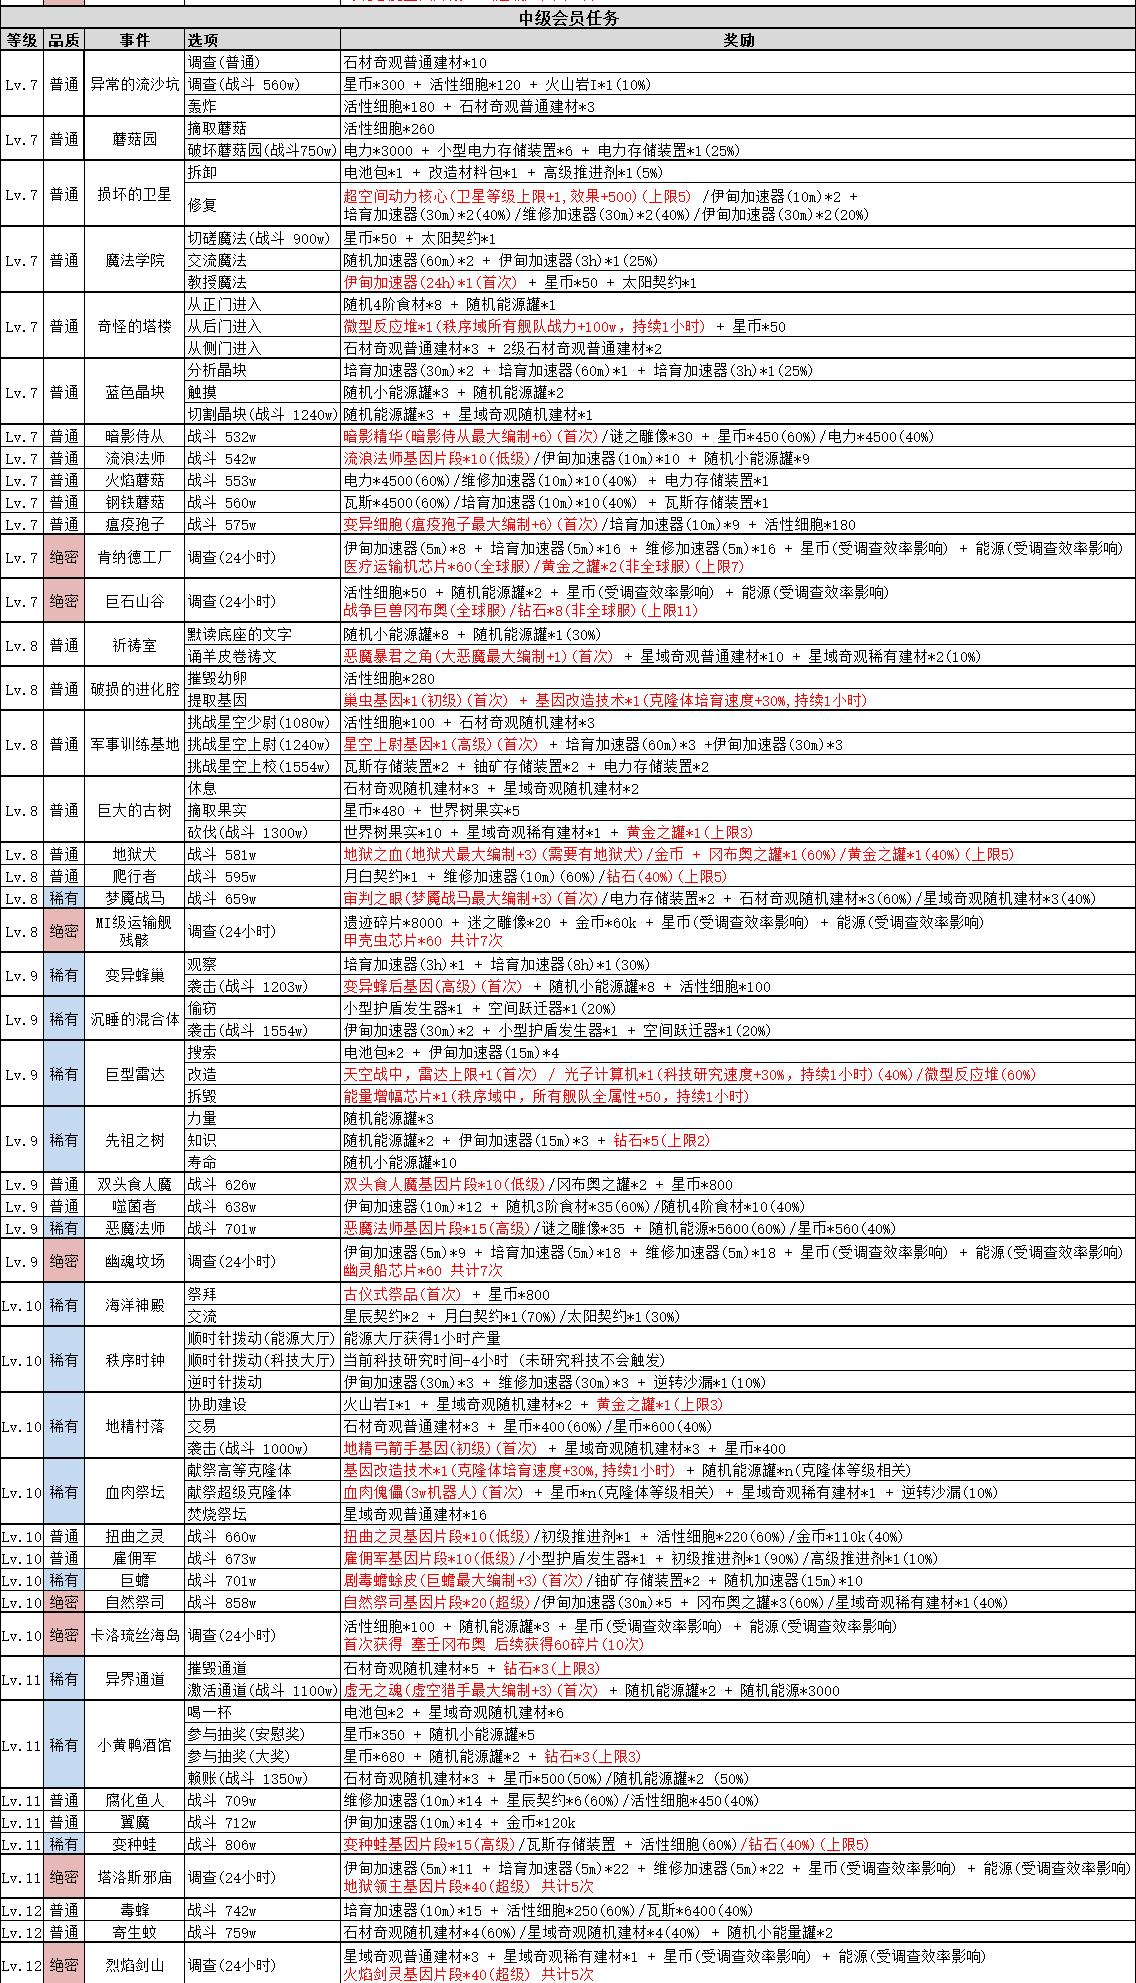 中级会员任务
等级 品质 事件 选项 奖励
Lv.7 普通 异常的流沙坑 调查(普通) 石材奇观普通建材*10
调查(战斗 560w) 星币*300 + 活性细胞*120 + 火山岩I*1(10%)
轰炸 活性细胞*180 + 石材奇观普通建材*3
Lv.7 普通 蘑菇园 摘取蘑菇 活性细胞*260
破坏蘑菇园(战斗750w) 电力*3000 + 小型电力存储装置*6 + 电力存储装置*1(25%)
Lv.7 普通 损坏的卫星 拆卸 电池包*1 + 改造材料包*1 + 高级推进剂*1(5%)
修复 超空间动力核心(卫星等级上限+1,效果+500)(上限5) /伊甸加速器(10m)*2 +
培育加速器(30m)*2(40%)/维修加速器(30m)*2(40%)/伊甸加速器(30m)*2(20%)
Lv.7 普通 魔法学院 切磋魔法(战斗 900w) 星币*50 + 太阳契约*1
交流魔法 随机加速器(60m)*2 + 伊甸加速器(3h)*1(25%)
教授魔法 伊甸加速器(24h)*1(首次) + 星币*50 + 太阳契约*1
Lv.7 普通 奇怪的塔楼 从正门进入 随机4阶食材*8 + 随机能源罐*1
从后门进入 微型反应堆*1(秩序域所有舰队战力+100w，持续1小时) + 星币*50
从侧门进入 石材奇观普通建材*3 + 2级石材奇观普通建材*2
Lv.7 普通 蓝色晶块 分析晶块 培育加速器(30m)*2 + 培育加速器(60m)*1 + 培育加速器(3h)*1(25%)
触摸 随机小能源罐*3 + 随机能源罐*2
切割晶块(战斗 1240w) 随机能源罐*3 + 星域奇观随机建材*1
Lv.7 普通 暗影侍从 战斗 532w 暗影精华(暗影侍从最大编制+6)(首次)/谜之雕像*30 + 星币*450(60%)/电力*4500(40%)
Lv.7 普通 流浪法师 战斗 542w 流浪法师基因片段*10(低级)/伊甸加速器(10m)*10 + 随机小能源罐*9
Lv.7 普通 火焰蘑菇 战斗 553w 电力*4500(60%)/维修加速器(10m)*10(40%) + 电力存储装置*1
Lv.7 普通 钢铁蘑菇 战斗 560w 瓦斯*4500(60%)/培育加速器(10m)*10(40%) + 瓦斯存储装置*1
Lv.7 普通 瘟疫孢子 战斗 575w 变异细胞(瘟疫孢子最大编制+6)(首次)/培育加速器(10m)*9 + 活性细胞*180
Lv.7 绝密 肯纳德工厂 调查(24小时) 伊甸加速器(5m)*8 + 培育加速器(5m)*16 + 维修加速器(5m)*16 + 星币(受调查效率影响) + 能源(受调查效率影响)
医疗运输机芯片*60(全球服)/黄金之罐*2(非全球服)(上限7)
Lv.7 绝密 巨石山谷 调查(24小时) 活性细胞*50 + 随机能源罐*2 + 星币(受调查效率影响) + 能源(受调查效率影响)
战争巨兽冈布奥(全球服)/钻石*8(非全球服)(上限11)
Lv.8 普通 祈祷室 默读底座的文字 随机小能源罐*8 + 随机能源罐*1(30%)
诵羊皮卷祷文 恶魔暴君之角(大恶魔最大编制+1)(首次) + 星域奇观普通建材*10 + 星域奇观稀有建材*2(10%)
Lv.8 普通 破损的进化腔 摧毁幼卵 活性细胞*280
提取基因 巢虫基因*1(初级)(首次) + 基因改造技术*1(克隆体培育速度+30%,持续1小时)
Lv.8 普通 军事训练基地 挑战星空少尉(1080w) 活性细胞*100 + 石材奇观随机建材*3
挑战星空上尉(1240w) 星空上尉基因*1(高级)(首次) + 培育加速器(60m)*3 +伊甸加速器(30m)*3
挑战星空上校(1554w) 瓦斯存储装置*2 + 铀矿存储装置*2 + 电力存储装置*2
Lv.8 普通 巨大的古树 休息 石材奇观随机建材*3 + 星域奇观随机建材*2
摘取果实 星币*480 + 世界树果实*5
砍伐(战斗 1300w) 世界树果实*10 + 星域奇观稀有建材*1 + 黄金之罐*1(上限3)
Lv.8 普通 地狱犬 战斗 581w 地狱之血(地狱犬最大编制+3)(需要有地狱犬)/金币 + 冈布奥之罐*1(60%)/黄金之罐*1(40%)(上限5)
Lv.8 普通 爬行者 战斗 595w 月白契约*1 + 维修加速器(10m)(60%)/钻石(40%)(上限5)
Lv.8 稀有 梦魇战马 战斗 659w 审判之眼(梦魇战马最大编制+3)(首次)/电力存储装置*2 + 石材奇观随机建材*3(60%)/星域奇观随机建材*3(40%)
Lv.8 绝密 MI级运输舰残骸 调查(24小时) 遗迹碎片*8000 + 迷之雕像*20 + 金币*60k + 星币(受调查效率影响) + 能源(受调查效率影响)
甲壳虫芯片*60 共计7次
Lv.9 稀有 变异蜂巢 观察 培育加速器(3h)*1 + 培育加速器(8h)*1(30%)
袭击(战斗 1203w) 变异蜂后基因(高级)(首次) + 随机小能源罐*8 + 活性细胞*100
Lv.9 稀有 沉睡的混合体 偷窃 小型护盾发生器*1 + 空间跃迁器*1(20%)
袭击(战斗 1554w) 伊甸加速器(30m)*2 + 小型护盾发生器*1 + 空间跃迁器*1(20%)
Lv.9 稀有 巨型雷达 搜索 电池包*2 + 伊甸加速器(15m)*4
改造 天空战中，雷达上限+1(首次) / 光子计算机*1(科技研究速度+30%，持续1小时)(40%)/微型反应堆(60%)
拆毁 能量增幅芯片*1(秩序域中，所有舰队全属性+50，持续1小时)
Lv.9 稀有 先祖之树 力量 随机能源罐*3
知识 随机能源罐*2 + 伊甸加速器(15m)*3 + 钻石*5(上限2)
寿命 随机小能源罐*10
Lv.9 普通 双头食人魔 战斗 626w 双头食人魔基因片段*10(低级)/冈布奥之罐*2 + 星币*800
Lv.9 普通 噬菌者 战斗 638w 伊甸加速器(10m)*12 + 随机3阶食材*35(60%)/随机4阶食材*10(40%)
Lv.9 稀有 恶魔法师 战斗 701w 恶魔法师基因片段*15(高级)/谜之雕像*35 + 随机能源*5600(60%)/星币*560(40%)
Lv.9 绝密 幽魂坟场 调查(24小时) 伊甸加速器(5m)*9 + 培育加速器(5m)*18 + 维修加速器(5m)*18 + 星币(受调查效率影响) + 能源(受调查效率影响)
幽灵船芯片*60 共计7次
Lv.10 稀有 海洋神殿 祭拜 古仪式祭品(首次) + 星币*800
交流 星辰契约*2 + 月白契约*1(70%)/太阳契约*1(30%)
Lv.10 稀有 秩序时钟 顺时针拨动(能源大厅) 能源大厅获得1小时产量
顺时针拨动(科技大厅) 当前科技研究时间-4小时 (未研究科技不会触发)
逆时针拨动 伊甸加速器(30m)*3 + 维修加速器(30m)*3 + 逆转沙漏*1(10%)
Lv.10 稀有 地精村落 协助建设 火山岩I*1 + 星域奇观随机建材*2 + 黄金之罐*1(上限3)
交易 石材奇观普通建材*3 + 星币*400(60%)/星币*600(40%)
袭击(战斗 1000w) 地精弓箭手基因(初级)(首次) + 星域奇观随机建材*3 + 星币*400
Lv.10 稀有 血肉祭坛 献祭高等克隆体 基因改造技术*1(克隆体培育速度+30%,持续1小时) + 随机能源罐*n(克隆体等级相关)
献祭超级克隆体 血肉傀儡(3w机器人)(首次) + 星币*n(克隆体等级相关) + 星域奇观稀有建材*1 + 逆转沙漏(10%)
焚烧祭坛 星域奇观普通建材*16
Lv.10 普通 扭曲之灵 战斗 660w 扭曲之灵基因片段*10(低级)/初级推进剂*1 + 活性细胞*220(60%)/金币*110k(40%)
Lv.10 普通 雇佣军 战斗 673w 雇佣军基因片段*10(低级)/小型护盾发生器*1 + 初级推进剂*1(90%)/高级推进剂*1(10%)
Lv.10 稀有 巨蟾 战斗 701w 剧毒蟾蜍皮(巨蟾最大编制+3)(首次)/铀矿存储装置*2 + 随机加速器(15m)*10
Lv.10 绝密 自然祭司 战斗 858w 自然祭司基因片段*20(超级)/伊甸加速器(30m)*5 + 冈布奥之罐*3(60%)/星域奇观稀有建材*1(40%)
Lv.10 绝密 卡洛琉丝海岛 调查(24小时) 活性细胞*100 + 随机能源罐*3 + 星币(受调查效率影响) + 能源(受调查效率影响)
首次获得 塞壬冈布奥 后续获得60碎片(10次)
Lv.11 稀有 异界通道 摧毁通道 石材奇观随机建材*5 + 钻石*3(上限3)
激活通道(战斗 1100w) 虚无之魂(虚空猎手最大编制+3)(首次) + 随机能源罐*2 + 随机能源*3000
Lv.11 稀有 小黄鸭酒馆 喝一杯 电池包*2 + 星域奇观随机建材*6
参与抽奖(安慰奖) 星币*350 + 随机小能源罐*5
参与抽奖(大奖) 星币*680 + 随机能源罐*2 + 钻石*3(上限3)
赖账(战斗 1350w) 石材奇观随机建材*3 + 星币*500(50%)/随机能源罐*2 (50%)
Lv.11 普通 腐化鱼人 战斗 709w 维修加速器(10m)*14 + 星辰契约*6(60%)/活性细胞*450(40%)
Lv.11 普通 翼魔 战斗 712w 伊甸加速器(10m)*14 + 金币*120k
Lv.11 稀有 变种蛙 战斗 806w 变种蛙基因片段*15(高级)/瓦斯存储装置 + 活性细胞(60%)/钻石(40%)(上限5)
Lv.11 绝密 塔洛斯邪庙 调查(24小时) 伊甸加速器(5m)*11 + 培育加速器(5m)*22 + 维修加速器(5m)*22 + 星币(受调查效率影响) + 能源(受调查效率影响)
地狱领主基因片段*40(超级) 共计5次
Lv.12 普通 毒蜂 战斗 742w 培育加速器(10m)*15 + 活性细胞*250(60%)/瓦斯*6400(40%)
Lv.12 普通 寄生蚊 战斗 759w 石材奇观随机建材*4(60%)/星域奇观随机建材*4(40%) + 随机小能量罐*2
Lv.12 绝密 烈焰剑山 调查(24小时) 星域奇观普通建材*3 + 星域奇观稀有建材*1 + 星币(受调查效率影响) + 能源(受调查效率影响)
火焰剑灵基因片段*40(超级) 共计5次